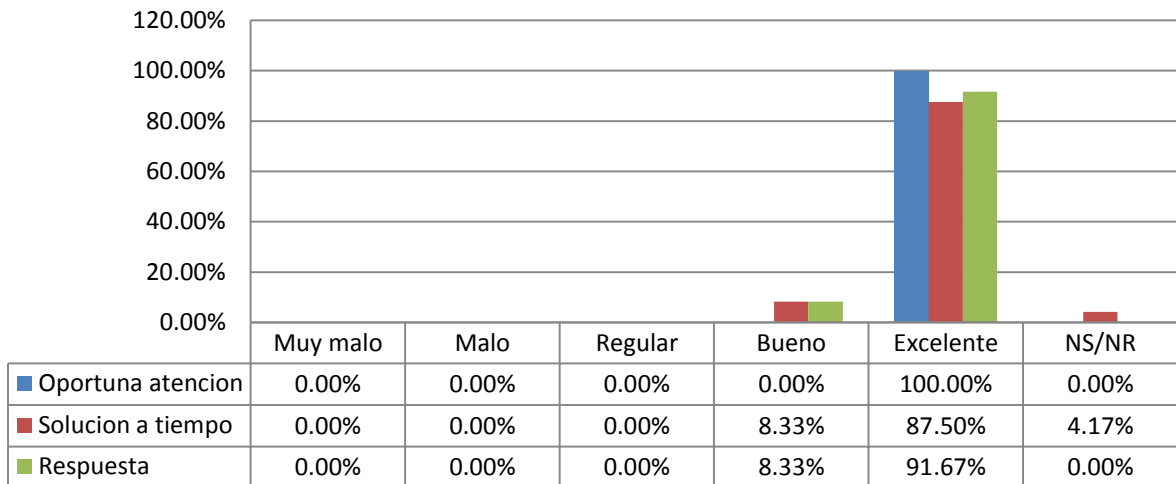 120.00%
100.00%
80.00%
60.00%
40.00%
20.00%
0.00%
Muy malo Malo Regular Bueno Excelente NS/NR
Oportuna atencion 0.00% 0.00% 0.00% 0.00% 100.00% 0.00%
Solucion a tiempo 0.00% 0.00% 0.00% 8.33% 87.50% 4.17%
Respuesta 0.00% 0.00% 0.00% 8.33% 91.67% 0.00%